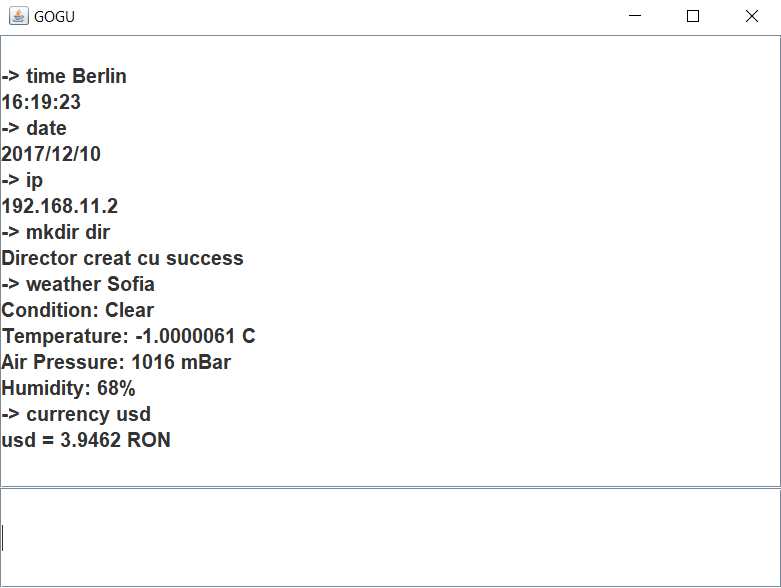 GOGU
-> time Berlin
16:19:23
-> date
2017/12/10
-> ip
192.168.11.2
-> mkdir dir
Director creat cu success
-> weather Sofia
Condition: Clear
Temperature: -1.0000061 C
Air Pressure: 1016 mBar
Humidity: 68%
-> currency usd
usd = 3.9462 RON